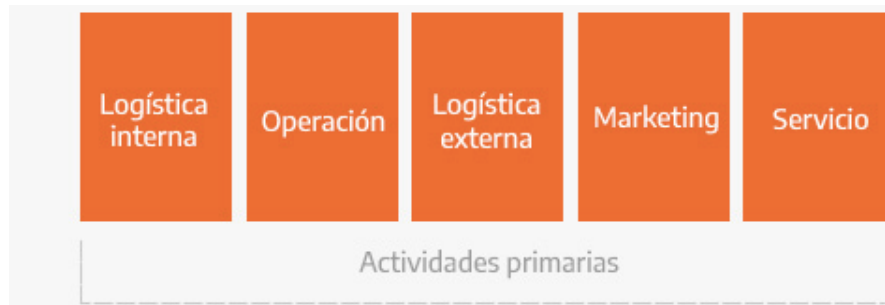 Logística
interna
Operación
Logística
externa
Marketing
Servicio
Actividades primarias